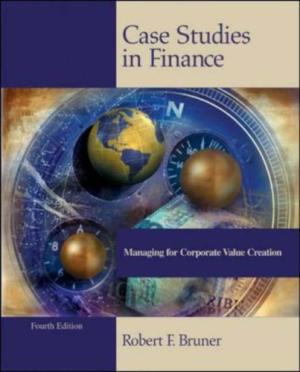 Case Studies
in Finance
N
Managing for Corporate Value Creation
Fourth Edition
Robert F. Bruner